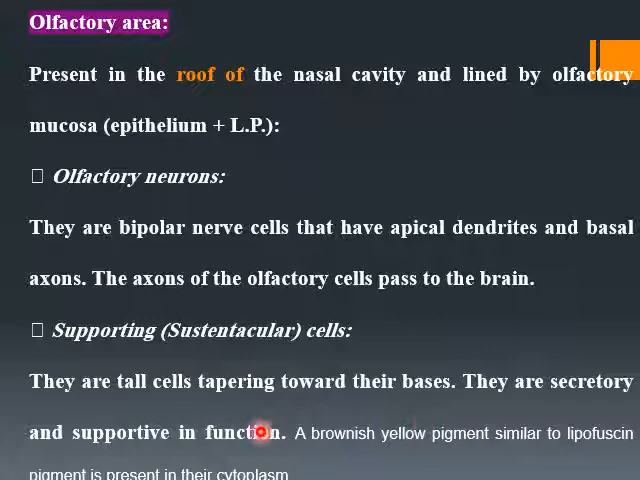 Olfactory area:
Present in the roof of the nasal cavity and lined by olfactory
mucosa (epithelium + L.P.):
Olfactory neurons:
They are bipolar nerve cells that have apical dendrites and basal
axons. The axons of the olfactory cells pass to the brain.
Supporting (Sustentacular) cells:
They are tall cells tapering toward their bases. They are secretory
and supportive in function. A brownish yellow pigment similar to lipofuscin
pigment is present in their cytoplasm